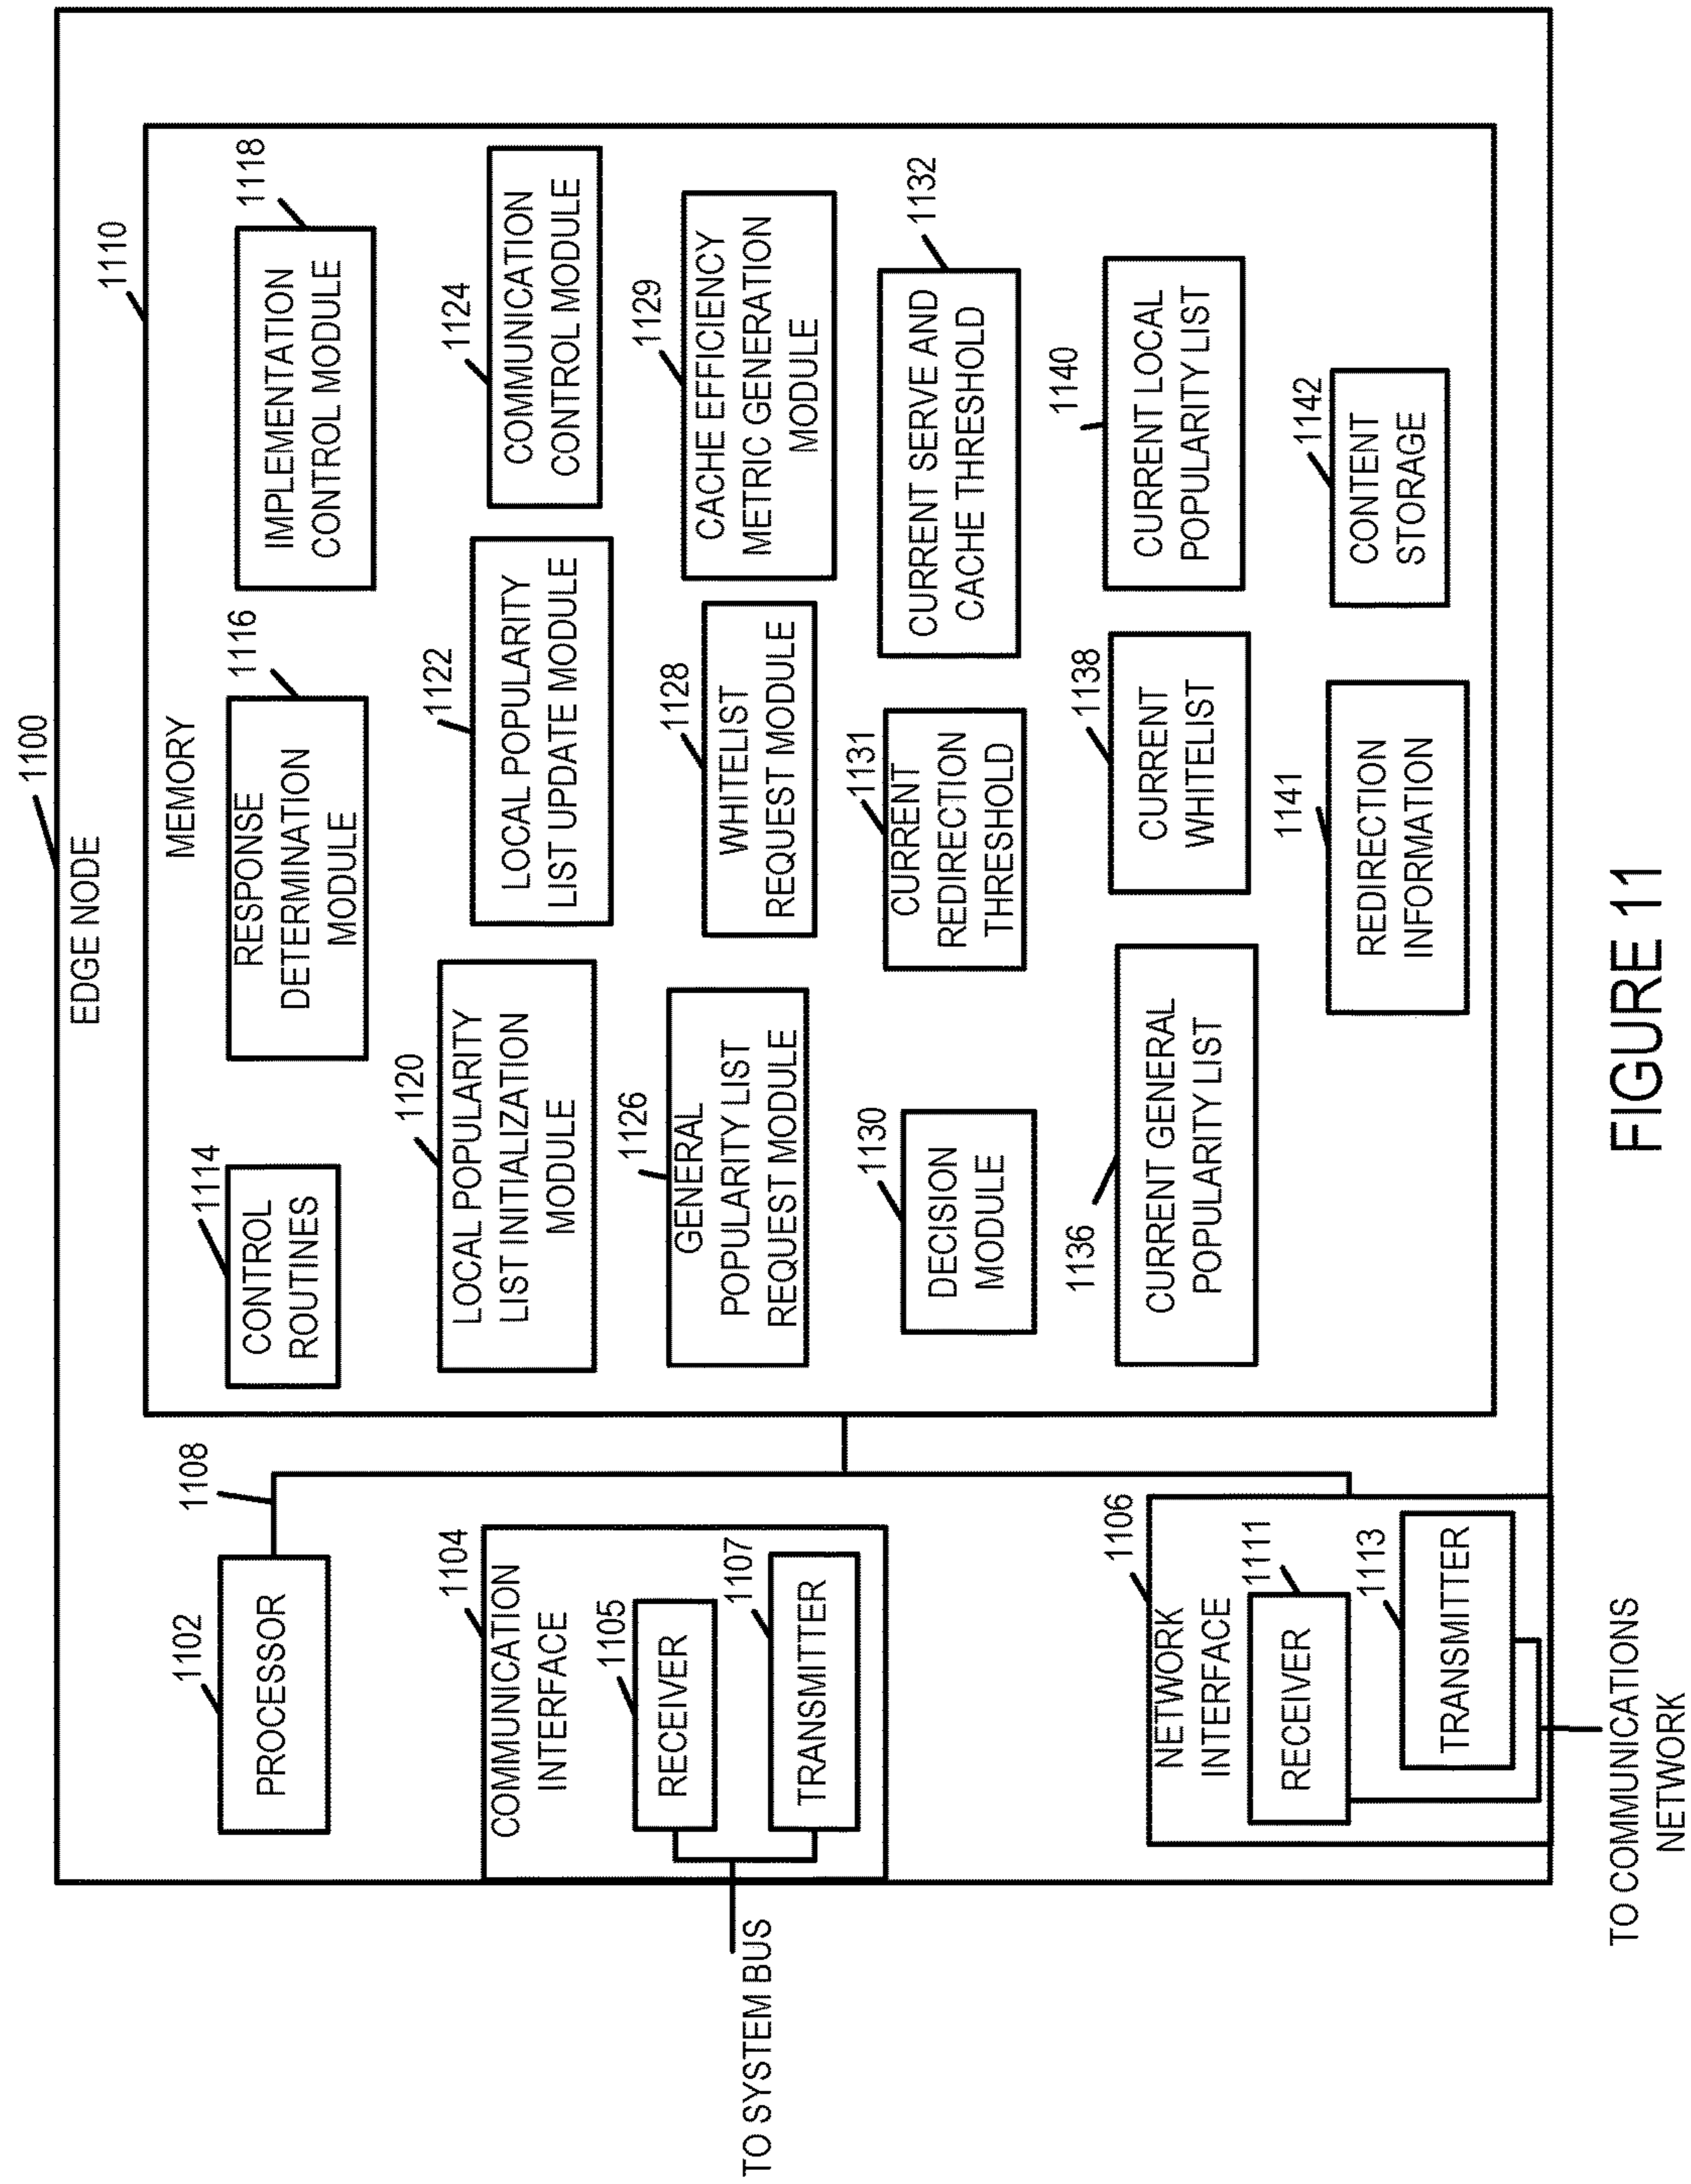 1100
EDGE NODE
1110
MEMORY
1102
PROCESSOR
1108
1104
COMMUNICATION
INTERFACE
1105
RECEIVER
1107
TRANSMITTER
TO SYSTEM BUS
1106
NETWORK
INTERFACE
1111
RECEIVER
1113
TRANSMITTER
TO COMMUNICATIONS
NETWORK
1114
CONTROL
ROUTINES
1116
RESPONSE
DETERMINATION
MODULE
1118
IMPLEMENTATION
CONTROL MODULE
1120
LOCAL POPULARITY
LIST INITIALIZATION
MODULE
1122
LOCAL POPULARITY
LIST UPDATE MODULE
1124
COMMUNICATION
CONTROL MODULE
1126
GENERAL
POPULARITY LIST
REQUEST MODULE
1128
WHITELIST
REQUEST MODULE
1129
CACHE EFFICIENCY
METRIC GENERATION
MODULE
1130
DECISION
MODULE
1131
CURRENT
REDIRECTION
THRESHOLD
1132
CURRENT SERVE AND
CACHE THRESHOLD
1136
CURRENT GENERAL
POPULARITY LIST
1138
CURRENT
WHITELIST
1140
CURRENT LOCAL
POPULARITY LIST
1141
REDIRECTION
INFORMATION
1142
CONTENT
STORAGE
FIGURE 11